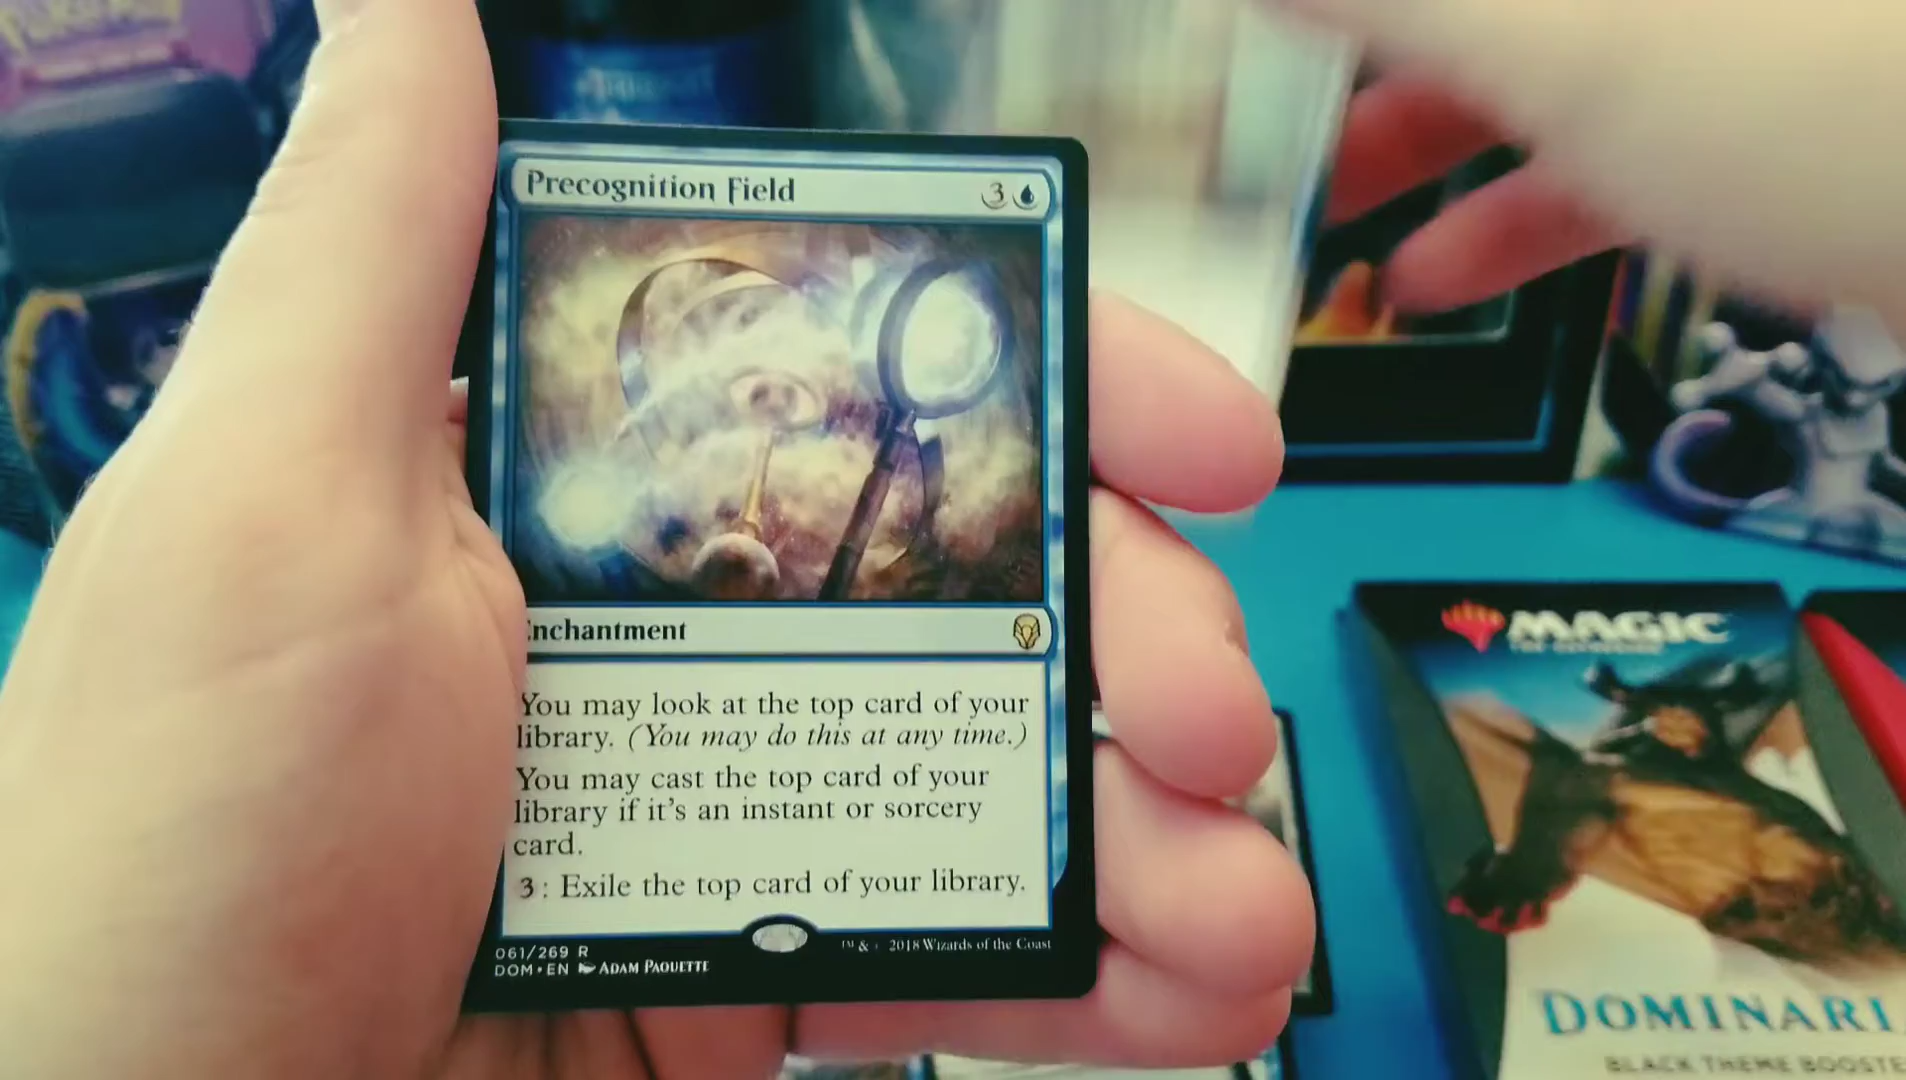 Precognition Field
3
Enchantment
You may look at the top card of your
library. (You may do this at any time.)
You may cast the top card of your
library if it's an instant or sorcery
card.
3: Exile the top card of your library.
061/269 R
DOM • EN ADAM PAQUETTE
™ & 2018 Wizards of the Coast
MAGIC
THE GATHERING
DOMINARI
BLACK THEME BOOSTE